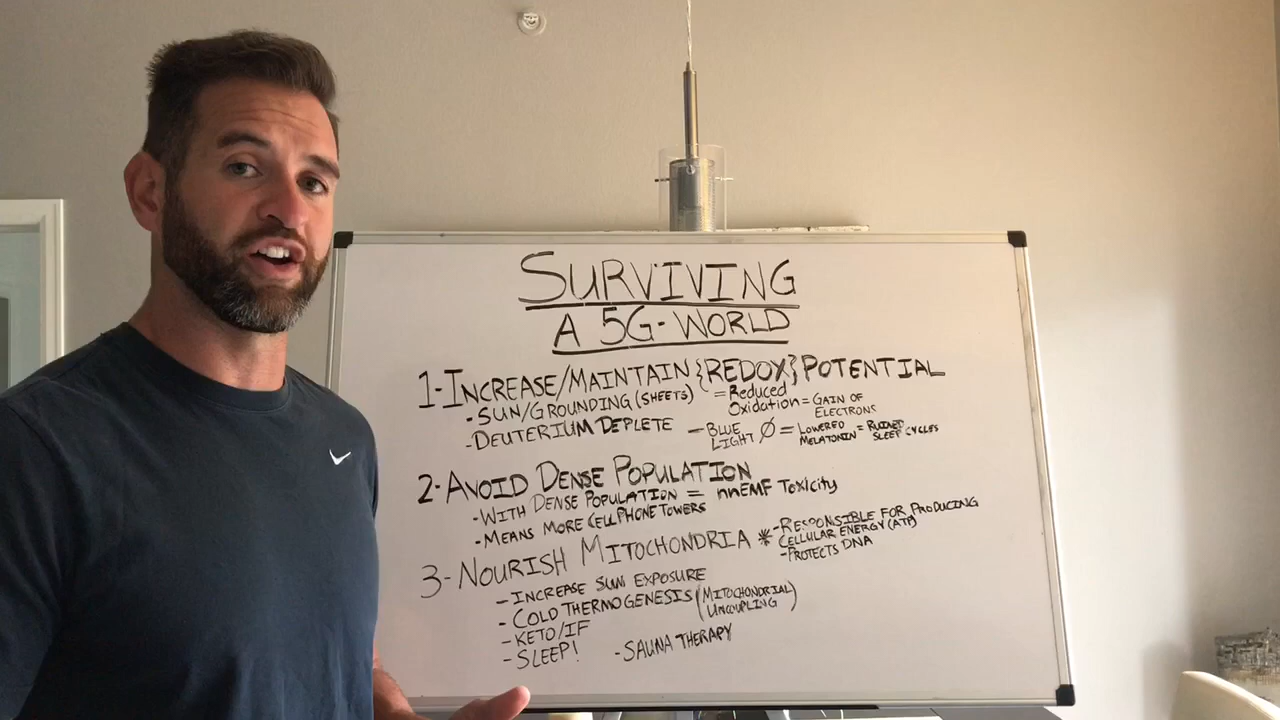 SURVIVING
A 5G-WORLD
1-INCREASE/MAINTAIN {REDOX} POTENTIAL
-SUN/GROUNDING (SHEETS) = Reduced Oxidation = GAIN OF ELECTRONS
-DEUTERIUM DEPLETE - BLUE LIGHT Ø = LOWERED MELATONIN = RUINED SLEEP CYCLES
2-AVOID DENSE POPULATION
-WITH DENSE POPULATION = nnEMF Toxicity
-MEANS MORE CELLPHONE TOWERS
3-NOURISH MITOCHONDRIA * -RESPONSIBLE FOR PRODUCING CELLULAR ENERGY (ATP)
-PROTECTS DNA
-INCREASE SUN EXPOSURE
-COLD THERMOGENESIS (MITOCHONDRIAL UNCOUPLING)
-KETO/IF
-SLEEP! -SAUNA THERAPY